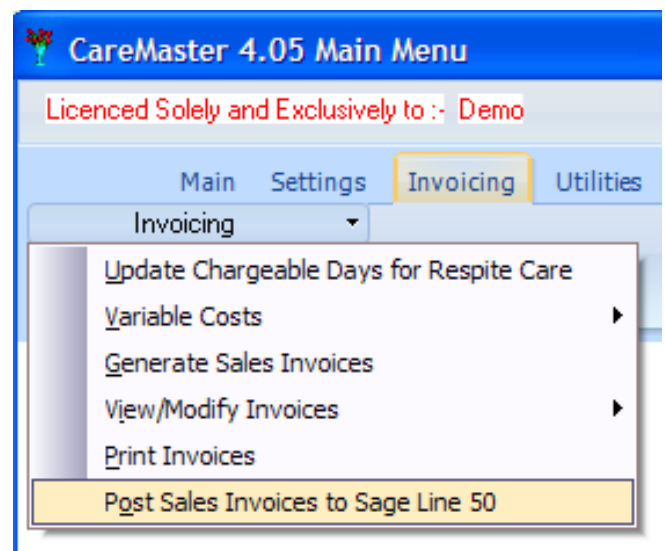 CareMaster 4.05 Main Menu
Licenced Solely and Exclusively to :- Demo
Main Settings Invoicing Utilities
Invoicing
Update Chargeable Days for Respite Care
Variable Costs
Generate Sales Invoices
View/Modify Invoices
Print Invoices
Post Sales Invoices to Sage Line 50